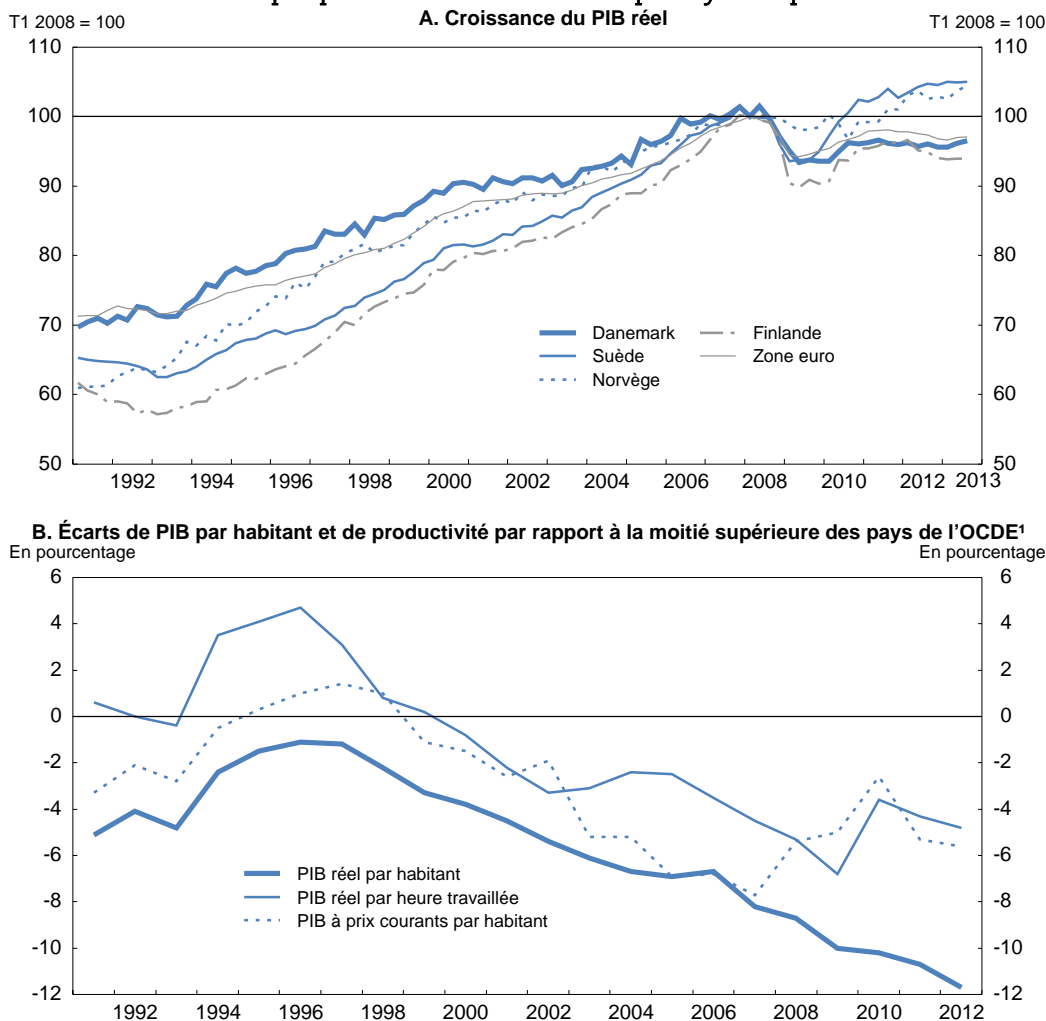 A. Croissance du PIB réel
T1 2008 = 100 T1 2008 = 100
110 110
100 100
90 90
80 80
70 70
60 60
50 50
Danemark Finlande
Suède Zone euro
Norvège
1992 1994 1996 1998 2000 2002 2004 2006 2008 2010 2012 2013
B. Écarts de PIB par habitant et de productivité par rapport à la moitié supérieure des pays de l'OCDE¹
En pourcentage En pourcentage
6 6
4 4
2 2
0 0
-2 -2
-4 -4
-6 -6
-8 -8
-10 -10
-12 -12
PIB réel par habitant
PIB réel par heure travaillée
PIB à prix courants par habitant
1992 1994 1996 1998 2000 2002 2004 2006 2008 2010 2012